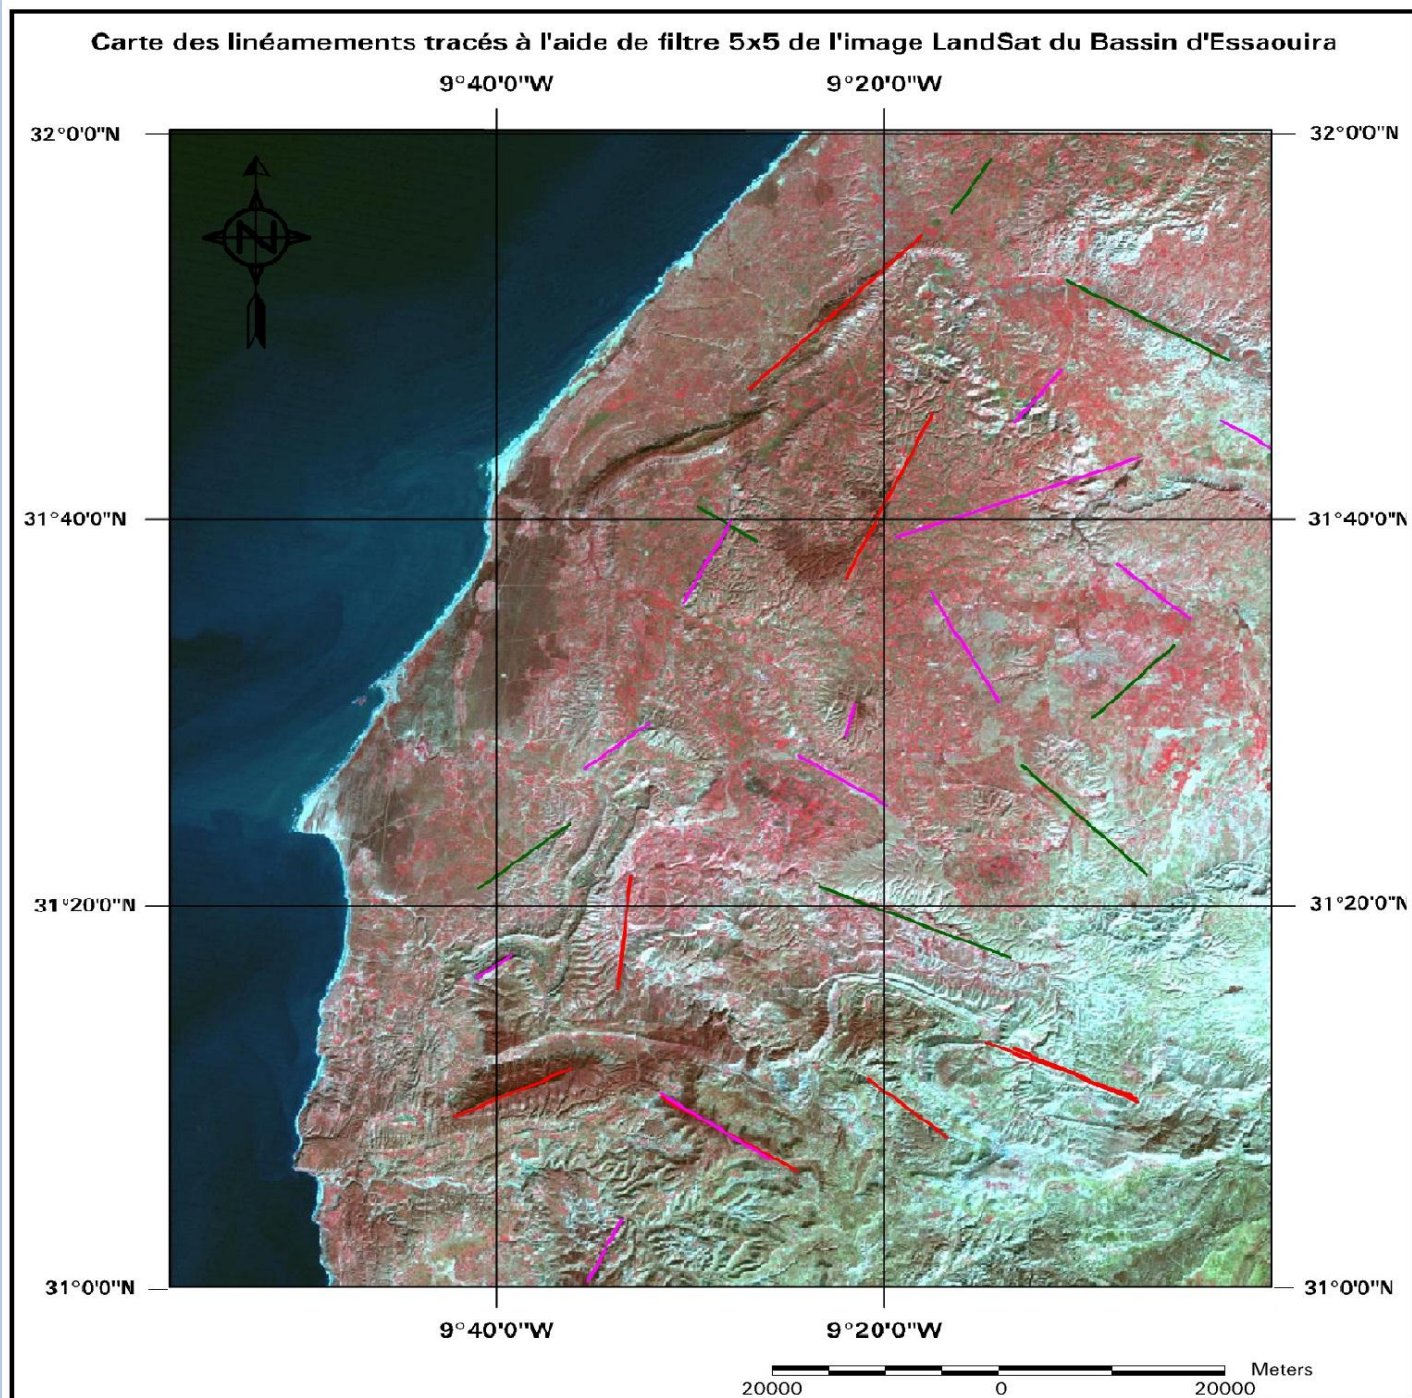 Carte des linéamements tracés à l'aide de filtre 5x5 de l'image LandSat du Bassin d'Essaouira
9°40'0"W 9°20'0"W
32°0'0"N 32°0'0"N
N
31°40'0"N 31°40'0"N
31°20'0"N 31°20'0"N
31°0'0"N 31°0'0"N
9°40'0"W 9°20'0"W
Meters
20000 0 20000